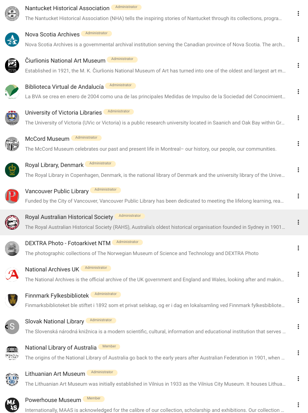 Nantucket Historical Association Administrator
The Nantucket Historical Association (NHA) tells the inspiring stories of Nantucket through its collections, progra...
Nova Scotia Archives Administrator
Nova Scotia Archives is a governmental archival institution serving the Canadian province of Nova Scotia. The arch...
Čiurlionis National Art Museum Administrator
Established in 1921, the M. K. Čiurlionis National Museum of Art has turned into one of the oldest and largest art m...
Biblioteca Virtual de Andalucía Administrator
La BVA se crea en enero de 2004 como una de las principales Medidas de Impulso de la Sociedad del Conocimient...
University of Victoria Libraries Administrator
The University of Victoria (UVic or Victoria) is a public research university located in Saanich and Oak Bay within Gr...
McCord Museum Administrator
The McCord Museum celebrates our past and present life in Montreal– our history, our people, our communities.
Royal Library, Denmark Administrator
The Royal Library in Copenhagen, Denmark, is the national library of Denmark and the university library of the Unive...
Vancouver Public Library Administrator
Funded by the City of Vancouver, Vancouver Public Library has been dedicated to meeting the lifelong learning, rea...
Royal Australian Historical Society Administrator
The Royal Australian Historical Society (RAHS), Australia's oldest historical organisation founded in Sydney in 1901...
DEXTRA Photo - Fotoarkivet NTM Administrator
The photographic collections of The Norwegian Museum of Science and Technology and DEXTRA Photo
National Archives UK Administrator
The National Archives is the official archive of the UK government and England and Wales, looking after and makin...
Finnmark Fylkesbibliotek Administrator
Finnmarksbiblioteket ble stiftet i 1892 som et privat selskap, og er i dag en lokalsamling ved Finnmark fylkesbibliote...
Slovak National Library Administrator
The Slovenská národná knižnica is a modern scientific, cultural, information and educational institution that serves ...
National Library of Australia Member
The origins of the National Library of Australia go back to the early years after Australian Federation in 1901, when ...
Lithuanian Art Museum Administrator
The Lithuanian Art Museum was initially established in Vilnius in 1933 as the Vilnius City Museum. It houses Lithua...
Powerhouse Museum Member
Internationally, MAAS is acknowledged for the calibre of our collection, scholarship and exhibitions. Our collection ...